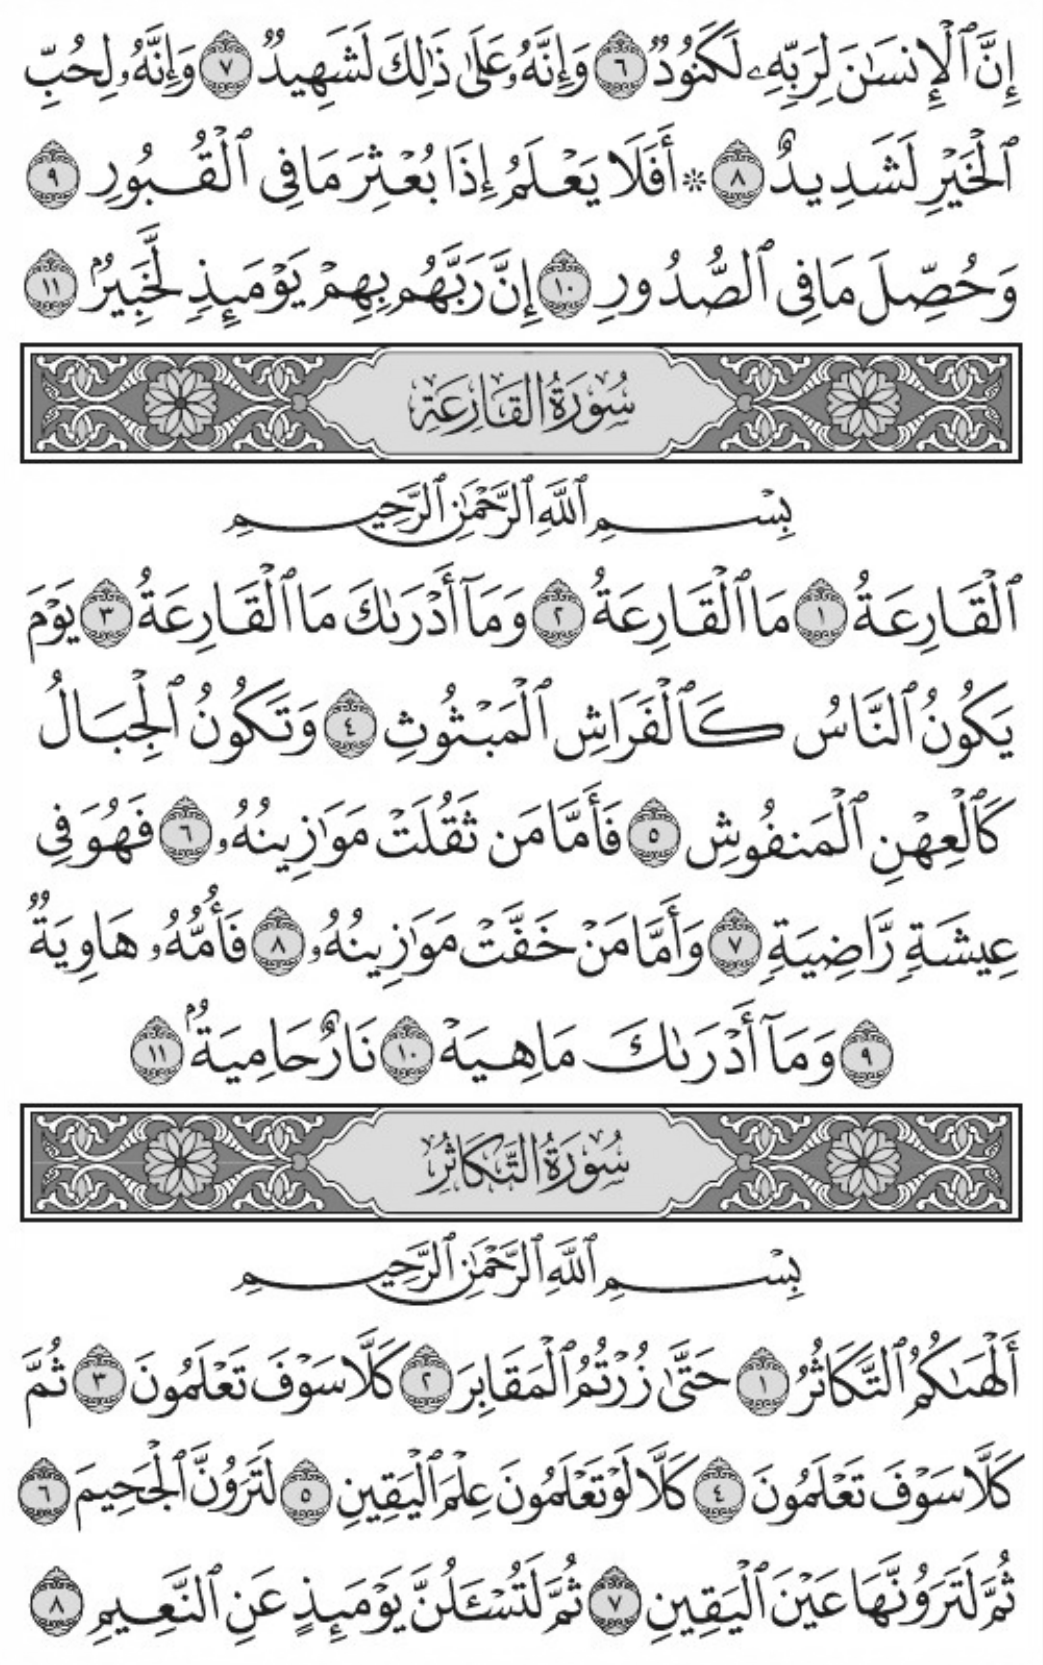 إِنَّ ٱلْإِنسَٰنَ لِرَبِّهِۦ لَكَنُودٌ ٦ وَإِنَّهُۥ عَلَىٰ ذَٰلِكَ لَشَهِيدٌ ٧ وَإِنَّهُۥ لِحُبِّ
ٱلْخَيْرِ لَشَدِيدٌ ٨ ۞ أَفَلَا يَعْلَمُ إِذَا بُعْثِرَ مَا فِى ٱلْقُبُورِ ٩
وَحُصِّلَ مَا فِى ٱلصُّدُورِ ١٠ إِنَّ رَبَّهُم بِهِمْ يَوْمَئِذٍ لَّخَبِيرٌۢ ١١
سُورَةُ القَارِعَةِ
بِسْمِ ٱللَّهِ ٱلرَّحْمَٰنِ ٱلرَّحِيمِ
ٱلْقَارِعَةُ ١ مَا ٱلْقَارِعَةُ ٢ وَمَآ أَدْرَىٰكَ مَا ٱلْقَارِعَةُ ٣ يَوْمَ
يَكُونُ ٱلنَّاسُ كَٱلْفَرَاشِ ٱلْمَبْثُوثِ ٤ وَتَكُونُ ٱلْجِبَالُ
كَٱلْعِهْنِ ٱلْمَنفُوشِ ٥ فَأَمَّا مَن ثَقُلَتْ مَوَٰزِينُهُۥ ٦ فَهُوَ فِى
عِيشَةٍ رَّاضِيَةٍ ٧ وَأَمَّا مَنْ خَفَّتْ مَوَٰزِينُهُۥ ٨ فَأُمُّهُۥ هَاوِيَةٌ
٩ وَمَآ أَدْرَىٰكَ مَا هِيَهْ ١٠ نَارٌ حَامِيَةٌۢ ١١
سُورَةُ التَّكَاثُرِ
بِسْمِ ٱللَّهِ ٱلرَّحْمَٰنِ ٱلرَّحِيمِ
أَلْهَىٰكُمُ ٱلتَّكَاثُرُ ١ حَتَّىٰ زُرْتُمُ ٱلْمَقَابِرَ ٢ كَلَّا سَوْفَ تَعْلَمُونَ ٣ ثُمَّ
كَلَّا سَوْفَ تَعْلَمُونَ ٤ كَلَّا لَوْ تَعْلَمُونَ عِلْمَ ٱلْيَقِينِ ٥ لَتَرَوُنَّ ٱلْجَحِيمَ ٦
ثُمَّ لَتَرَوُنَّهَا عَيْنَ ٱلْيَقِينِ ٧ ثُمَّ لَتُسْـَٔلُنَّ يَوْمَئِذٍ عَنِ ٱلنَّعِيمِ ٨